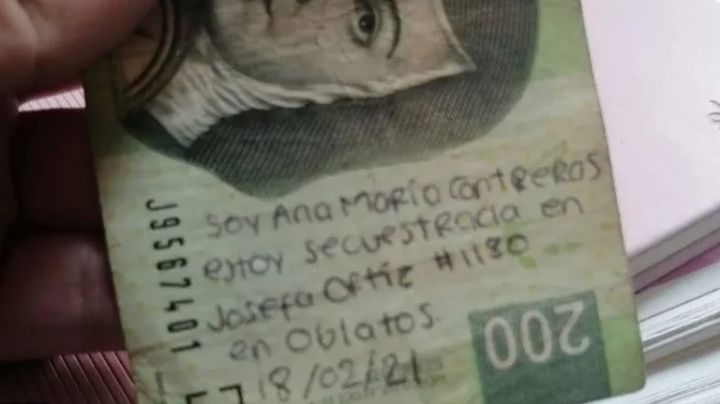 Soy Ana María Contreras
estoy secuestrada en
Josefa Ortiz #1180
en Oblatos
18/02/21
J9567401
200